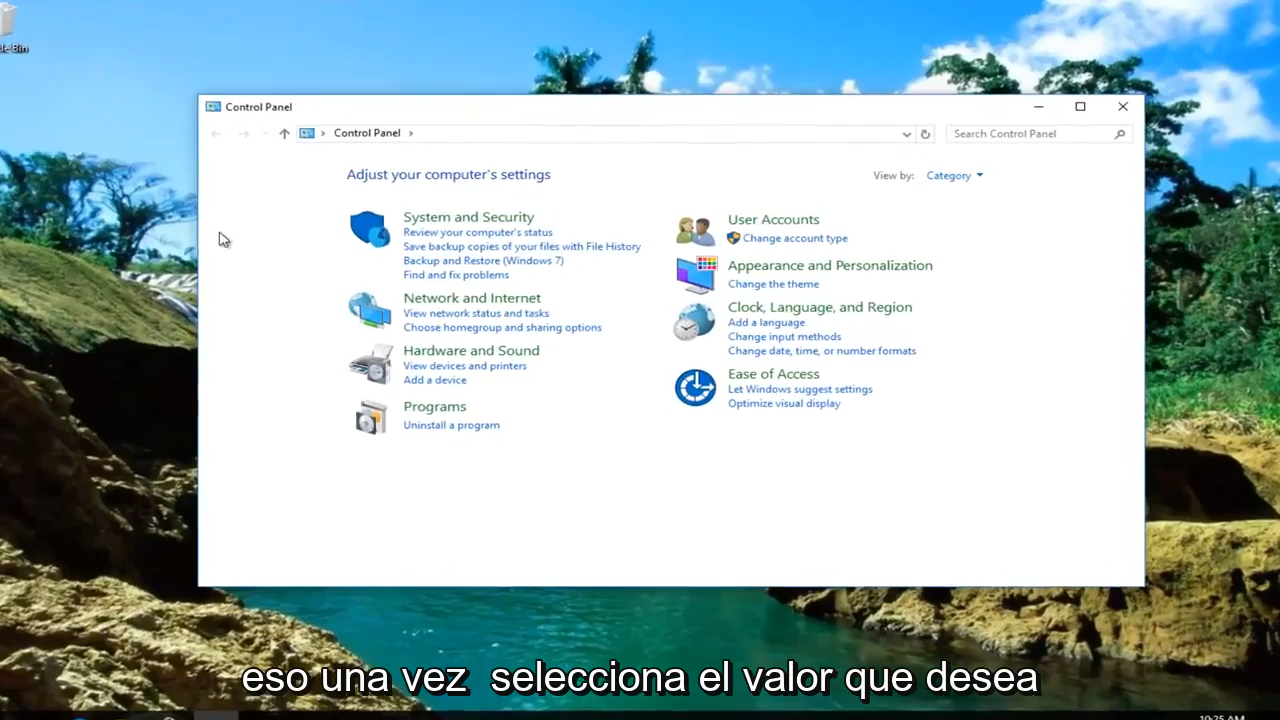 Control Panel
Control Panel
Search Control Panel
Adjust your computer's settings
View by: Category
System and Security
Review your computer's status
Save backup copies of your files with File History
Backup and Restore (Windows 7)
Find and fix problems
Network and Internet
View network status and tasks
Choose homegroup and sharing options
Hardware and Sound
View devices and printers
Add a device
Programs
Uninstall a program
User Accounts
Change account type
Appearance and Personalization
Change the theme
Clock, Language, and Region
Add a language
Change input methods
Change date, time, or number formats
Ease of Access
Let Windows suggest settings
Optimize visual display
eso una vez selecciona el valor que desea